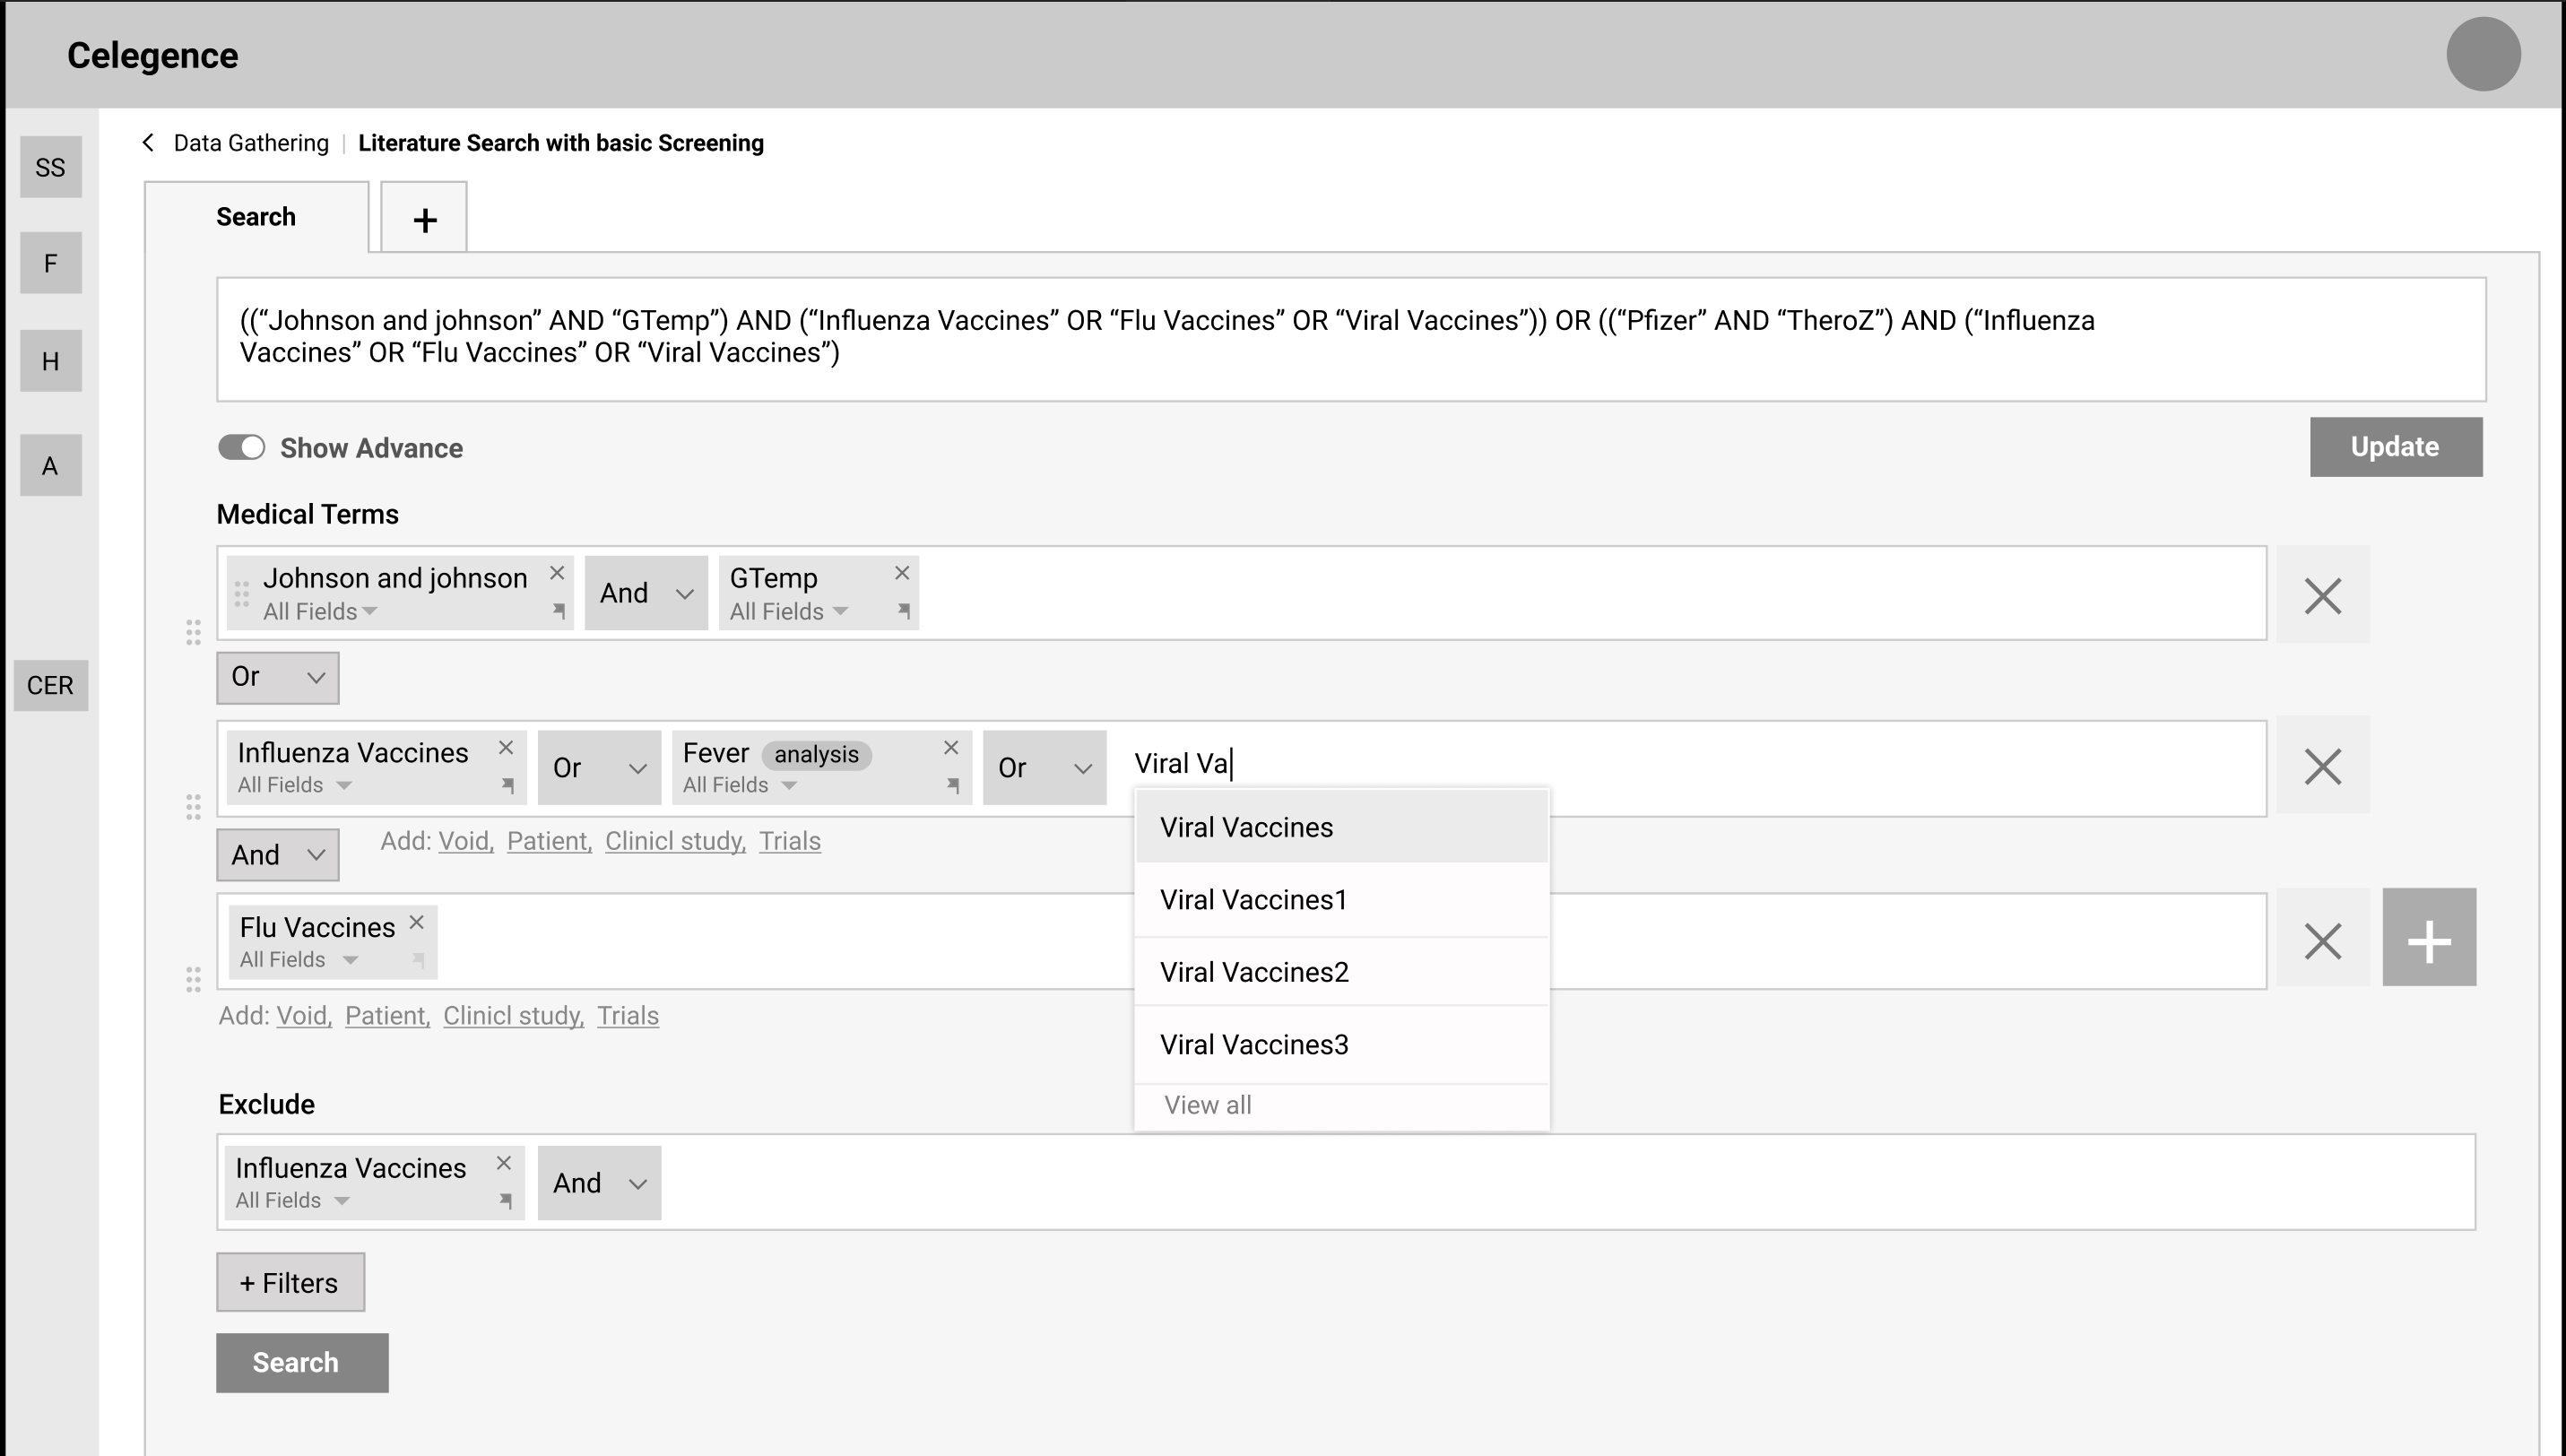 Celegence
Data Gathering | Literature Search with basic Screening
SS
F
H
A
CER
Search
+
((“Johnson and johnson” AND “GTemp”) AND (“Influenza Vaccines” OR “Flu Vaccines” OR “Viral Vaccines”)) OR ((“Pfizer” AND “TheroZ”) AND (“Influenza
Vaccines” OR “Flu Vaccines” OR “Viral Vaccines”)
Show Advance
Update
Medical Terms
Johnson and johnson
All Fields
And
GTemp
All Fields
Or
Influenza Vaccines
All Fields
Or
Fever analysis
All Fields
Or
Viral Va
Viral Vaccines
Viral Vaccines1
Viral Vaccines2
Viral Vaccines3
View all
And
Add: Void, Patient, Clinicl study, Trials
Flu Vaccines
All Fields
+
Add: Void, Patient, Clinicl study, Trials
Exclude
Influenza Vaccines
All Fields
And
+ Filters
Search